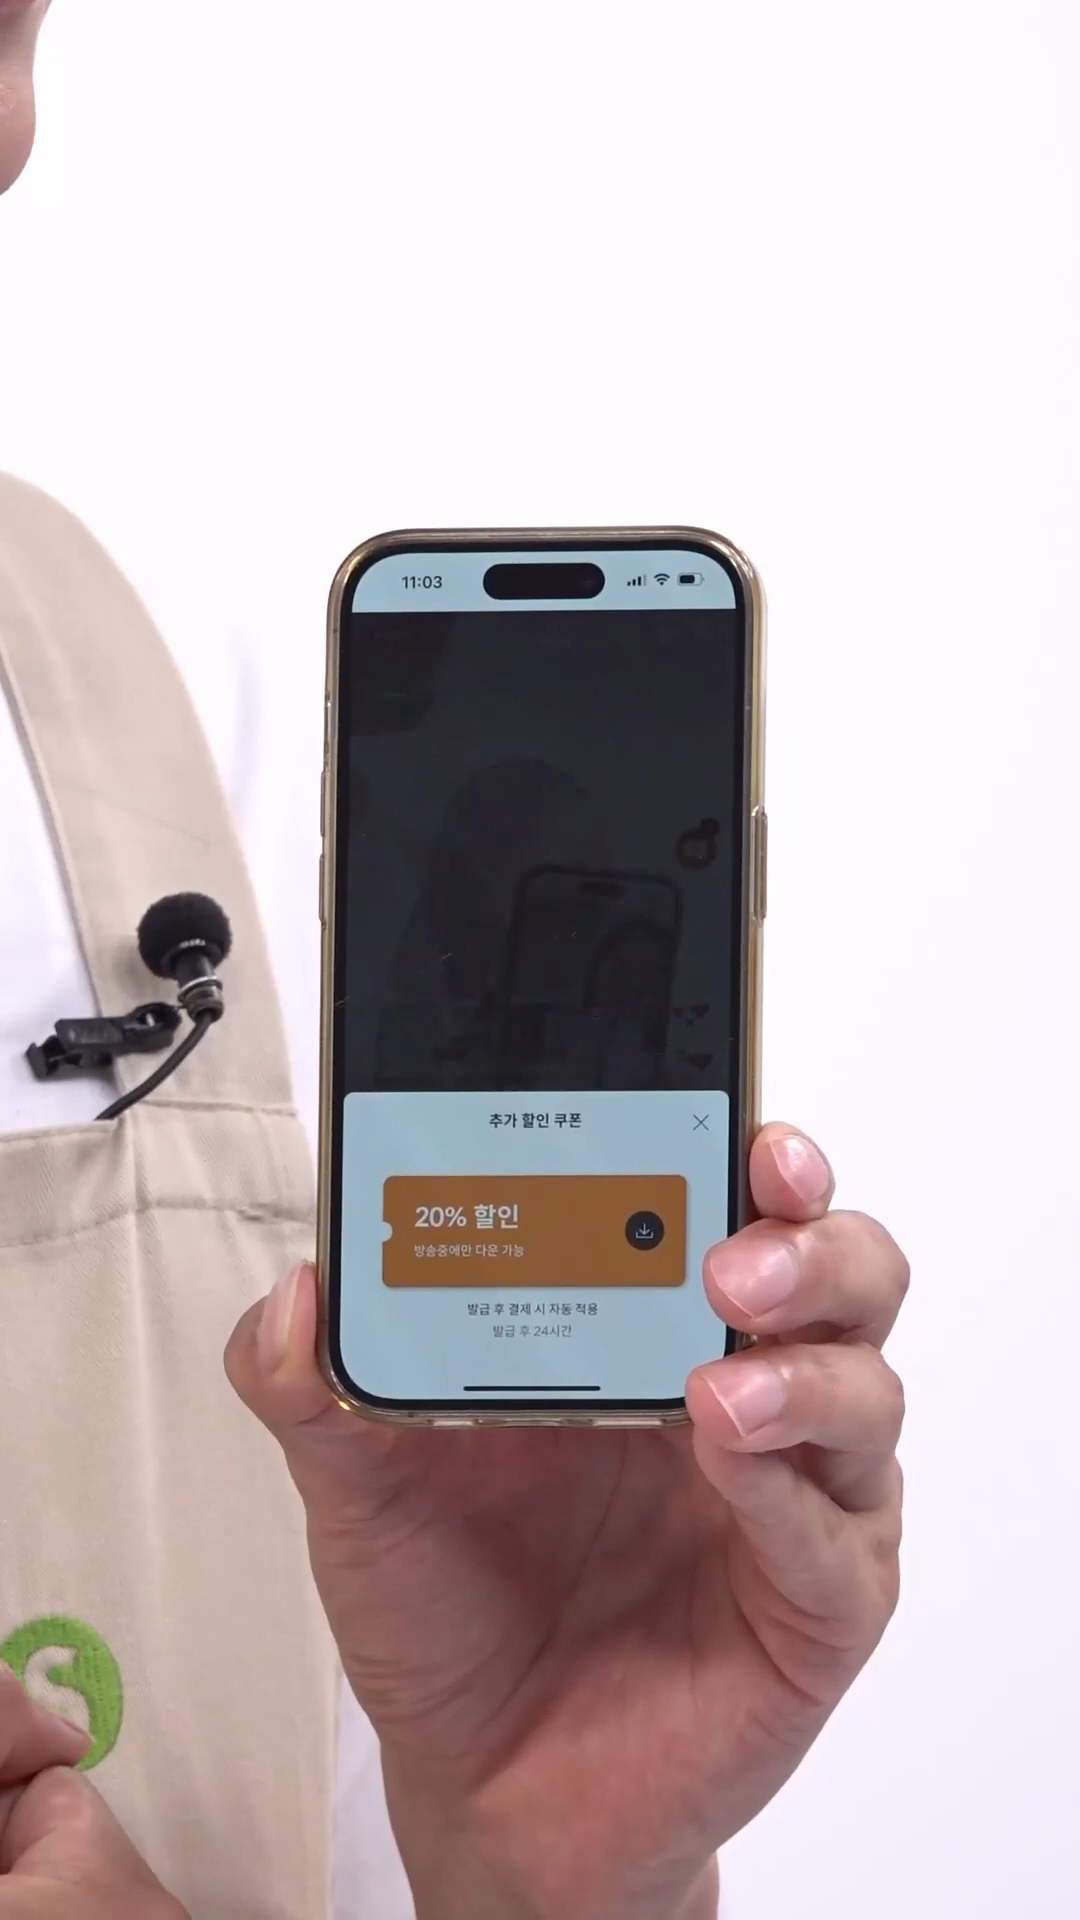 11:03
추가 할인 쿠폰
20% 할인
방송중에만 다운 가능
발급 후 결제 시 자동 적용
발급 후 24시간
S